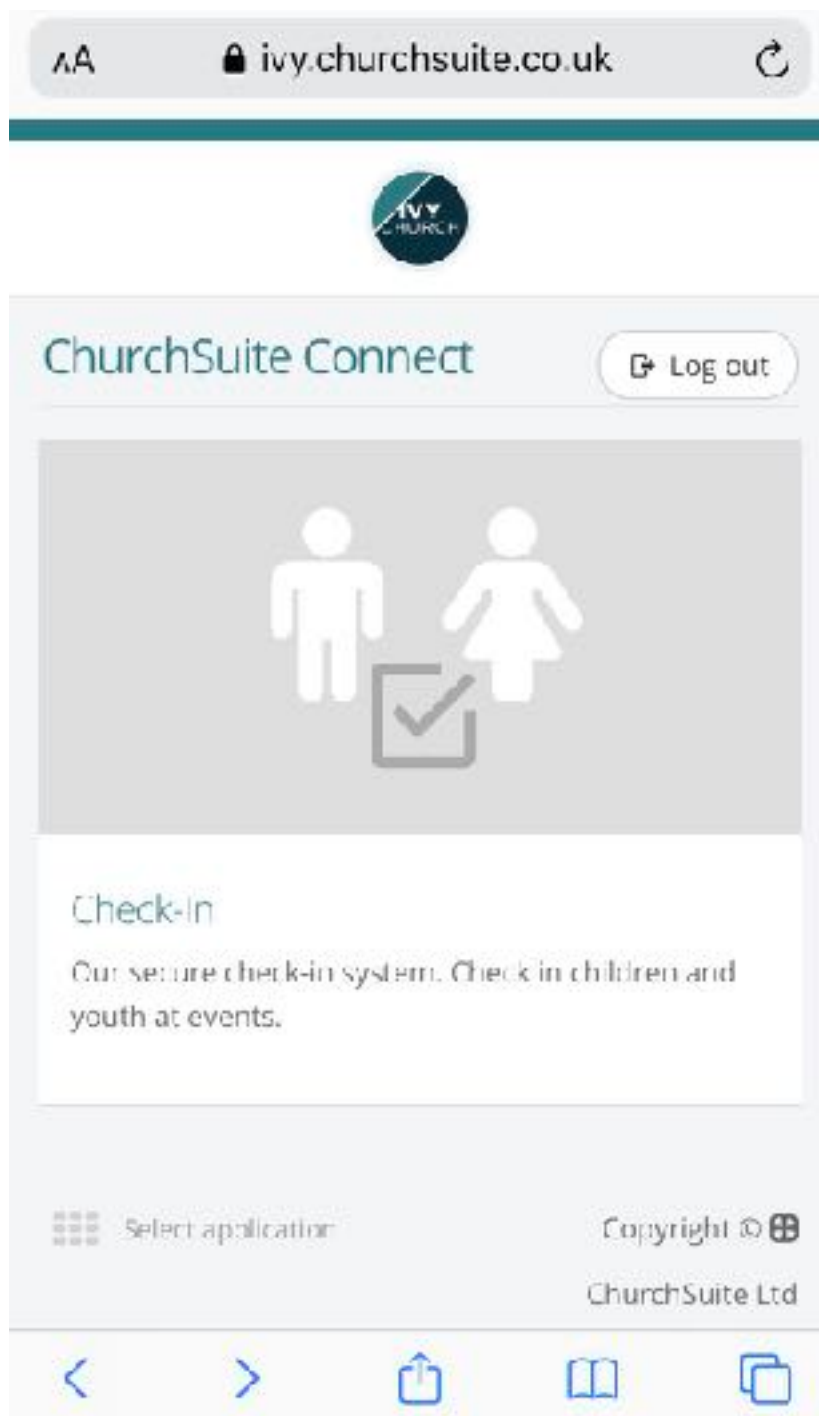 AA
ivy.churchsuite.co.uk
IVY
CHURCH
ChurchSuite Connect
Log out
Check-In
Our secure check-in system. Check in children and
youth at events.
Select application
Copyright ©
ChurchSuite Ltd